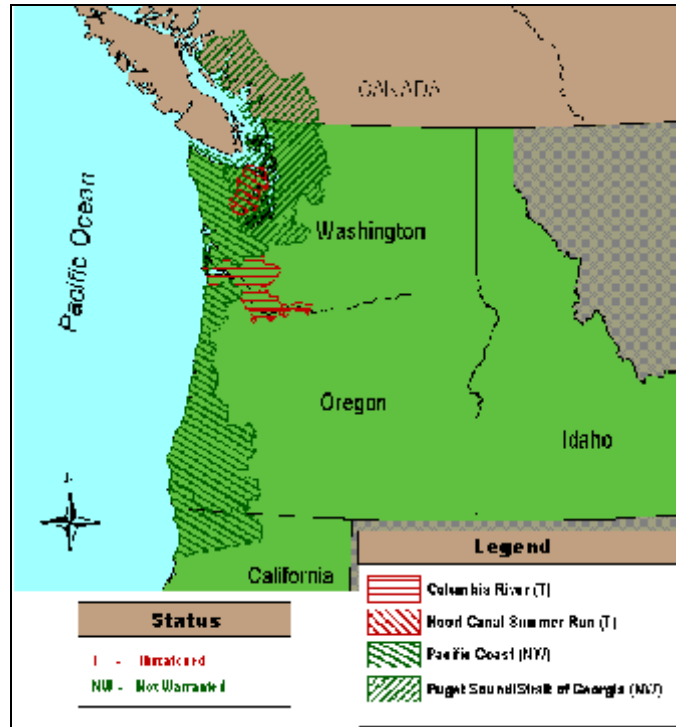 CANADA
Pacific Ocean
Washington
Oregon
Idaho
California
Legend
Columbia River (T)
Hood Canal Summer Run (T)
Pacific Coast (NW)
Puget Sound/Strait of Georgia (NW)
Status
T - Threatened
NW - Not Warranted